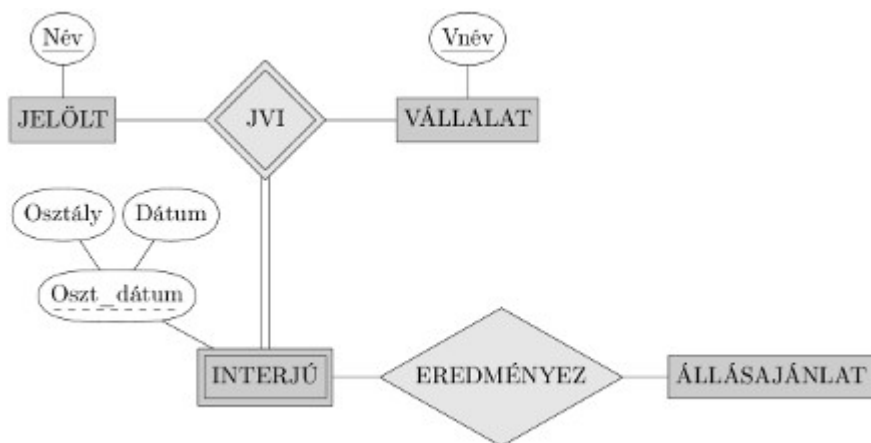 Név
Vnév
JELÖLT
JVI
VÁLLALAT
Osztály
Dátum
Oszt_dátum
INTERJÚ
EREDMÉNYEZ
ÁLLÁSAJÁNLAT